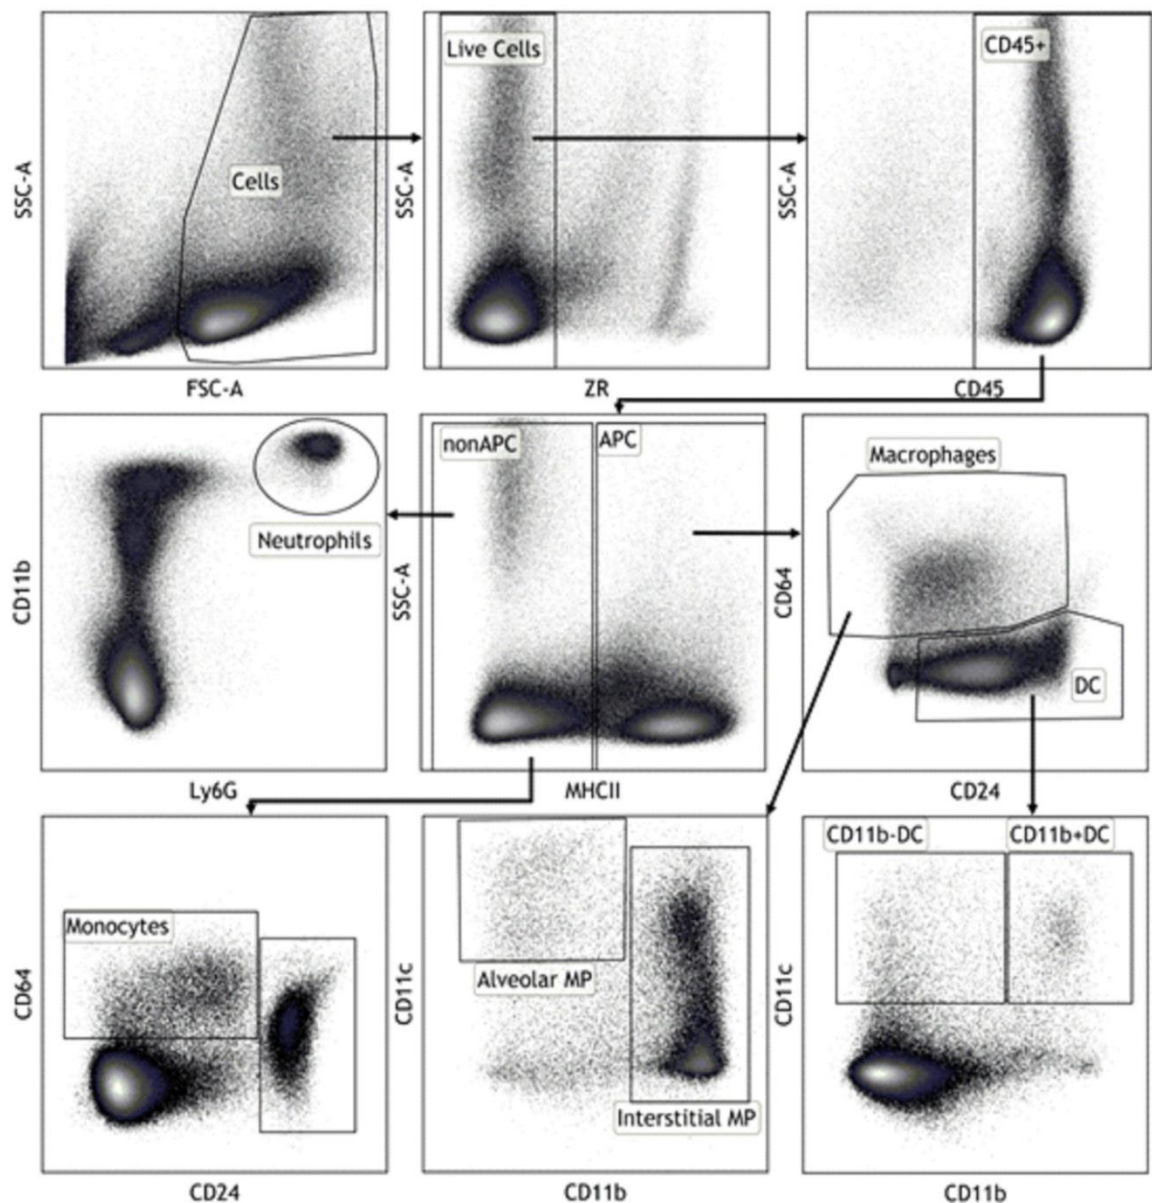 Live Cells
CD45+
Cells
SSC-A
SSC-A
SSC-A
FSC-A
ZR
CD45
nonAPC
APC
Macrophages
Neutrophils
CD11b
SSC-A
CD64
DC
Ly6G
MHCII
CD24
CD11b-DC
CD11b+DC
Monocytes
Alveolar MP
CD64
CD11c
CD11c
Interstitial MP
CD24
CD11b
CD11b